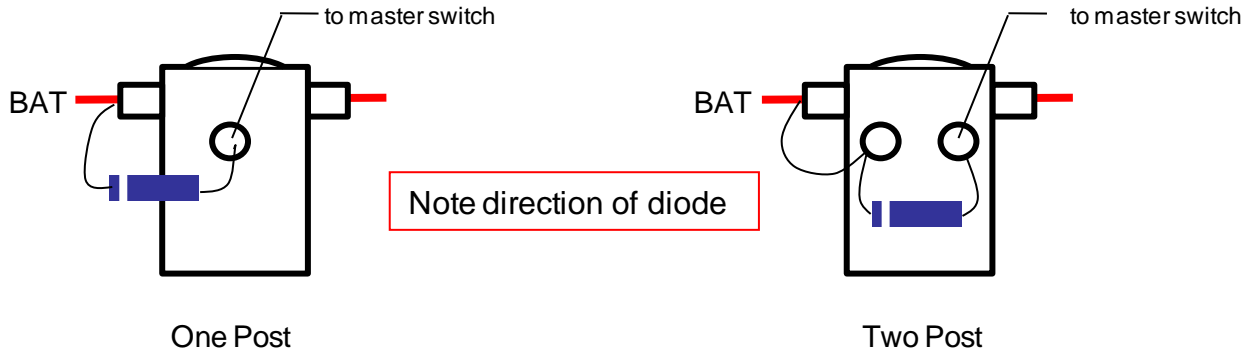 to master switch
to master switch
BAT
BAT
Note direction of diode
One Post
Two Post